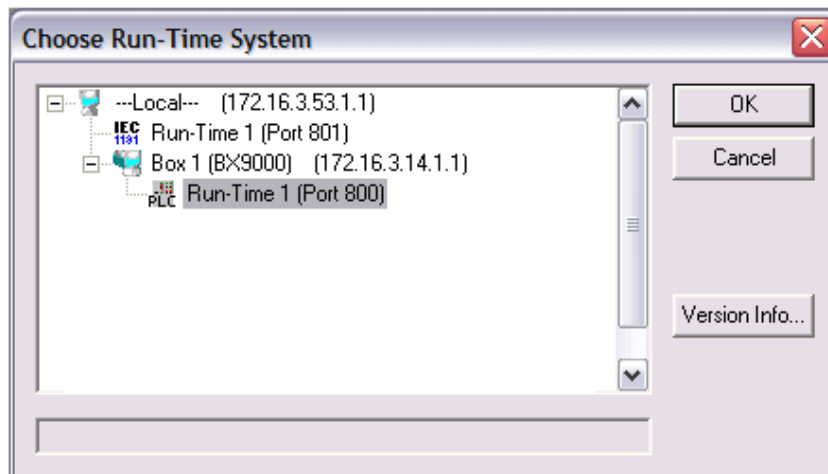 Choose Run-Time System
---Local--- (172.16.3.53.1.1)
IEC
1131
Run-Time 1 (Port 801)
Box 1 (BX9000) (172.16.3.14.1.1)
PLC
Run-Time 1 (Port 800)
OK
Cancel
Version Info...